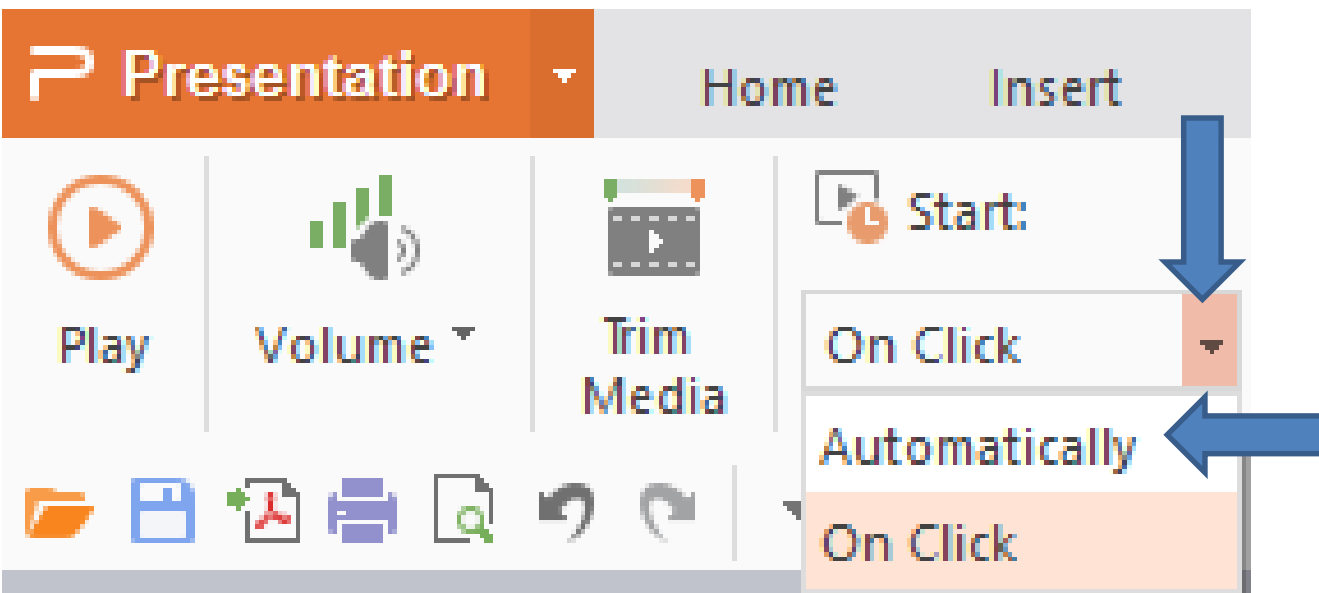 Presentation
Home
Insert
Play
Volume
Trim
Media
Start:
On Click
Automatically
On Click